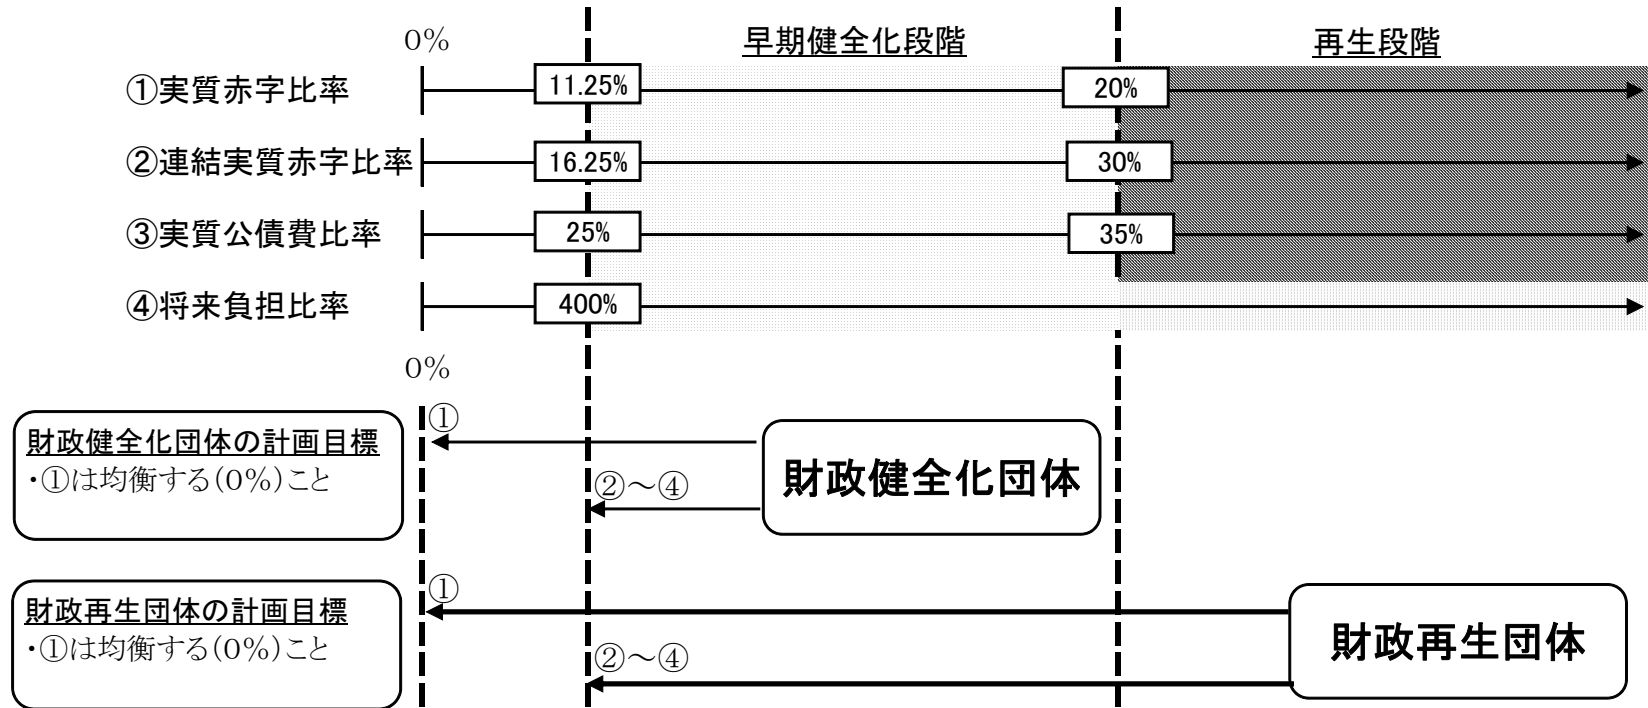 0%
早期健全化段階
再生段階
①実質赤字比率
11.25%
20%
②連結実質赤字比率
16.25%
30%
③実質公債費比率
25%
35%
④将来負担比率
400%
0%
財政健全化団体の計画目標
・①は均衡する(0%)こと
①
②～④
財政健全化団体
財政再生団体の計画目標
・①は均衡する(0%)こと
①
②～④
財政再生団体